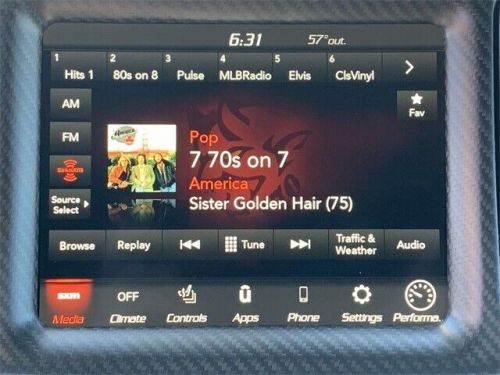 6:31 57° out.
1 2 3 4 5 6
Hits 1 80s on 8 Pulse MLBRadio Elvis ClsVinyl
AM
Fav
FM
Pop
7 70s on 7
SiriusXM
America
Source
Select
Sister Golden Hair (75)
Browse Replay Tune Traffic & Weather Audio
sxm OFF ū
Media Climate Controls Apps Phone Settings Performa.